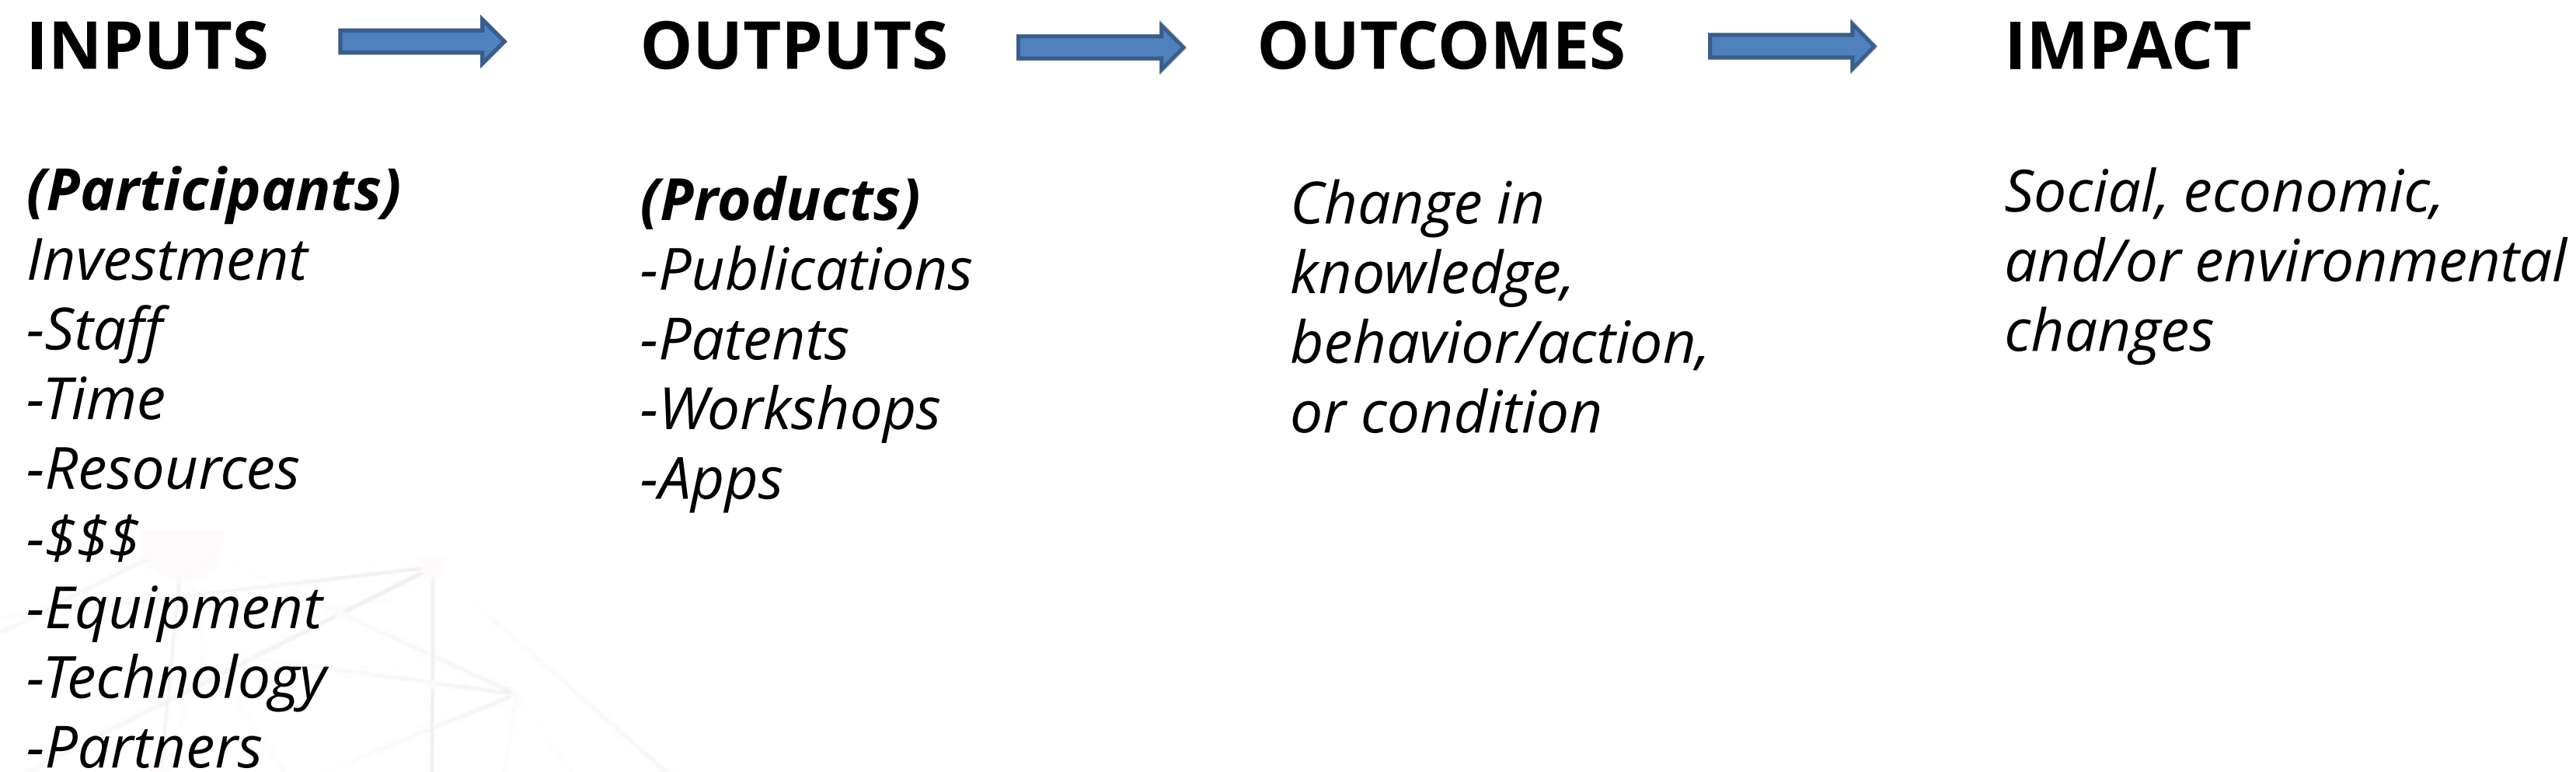 INPUTS
(Participants)
Investment
-Staff
-Time
-Resources
-$$$
-Equipment
-Technology
-Partners
OUTPUTS
(Products)
-Publications
-Patents
-Workshops
-Apps
OUTCOMES
Change in
knowledge,
behavior/action,
or condition
IMPACT
Social, economic,
and/or environmental
changes